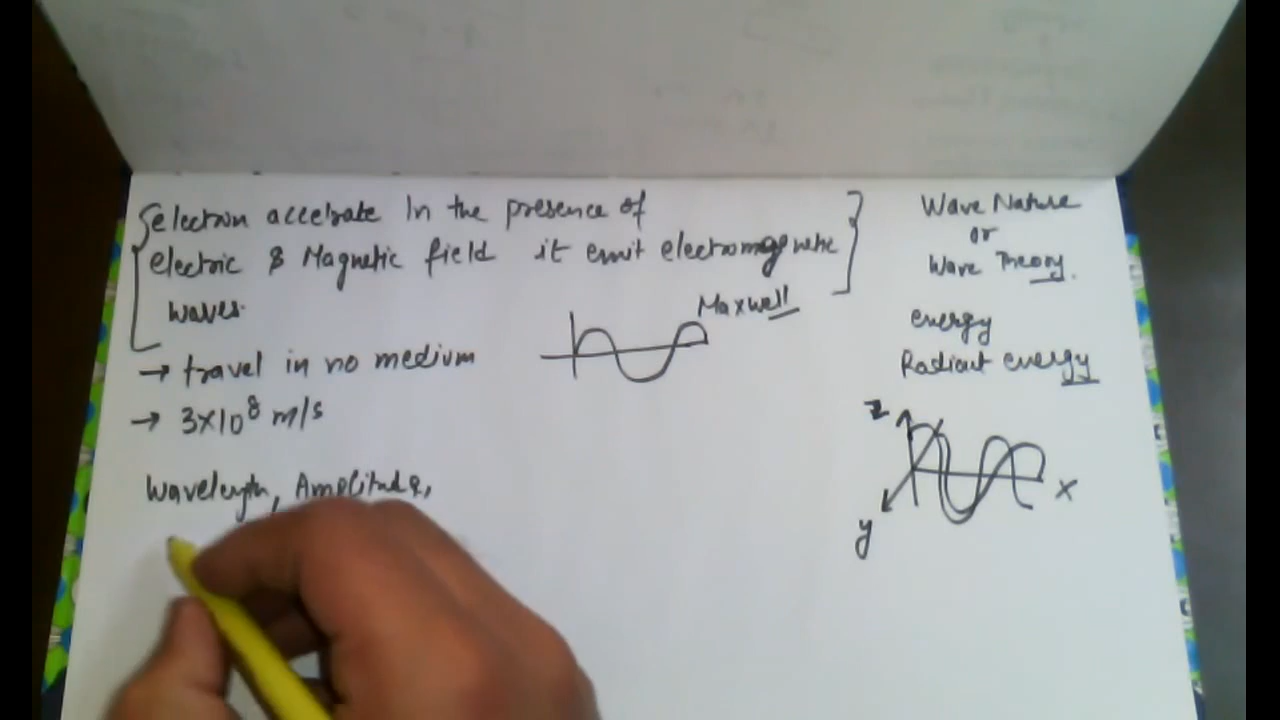 electron accelrate In the presence of
electric & Magnetic field it emit electromagnetic
waves.
Maxwell
→ travel in no medium
→ 3×10⁸ m/s
Wavelength, Amplitude,
Wave Nature
or
Wave Theory.
energy
Radiant energy
z
x
y